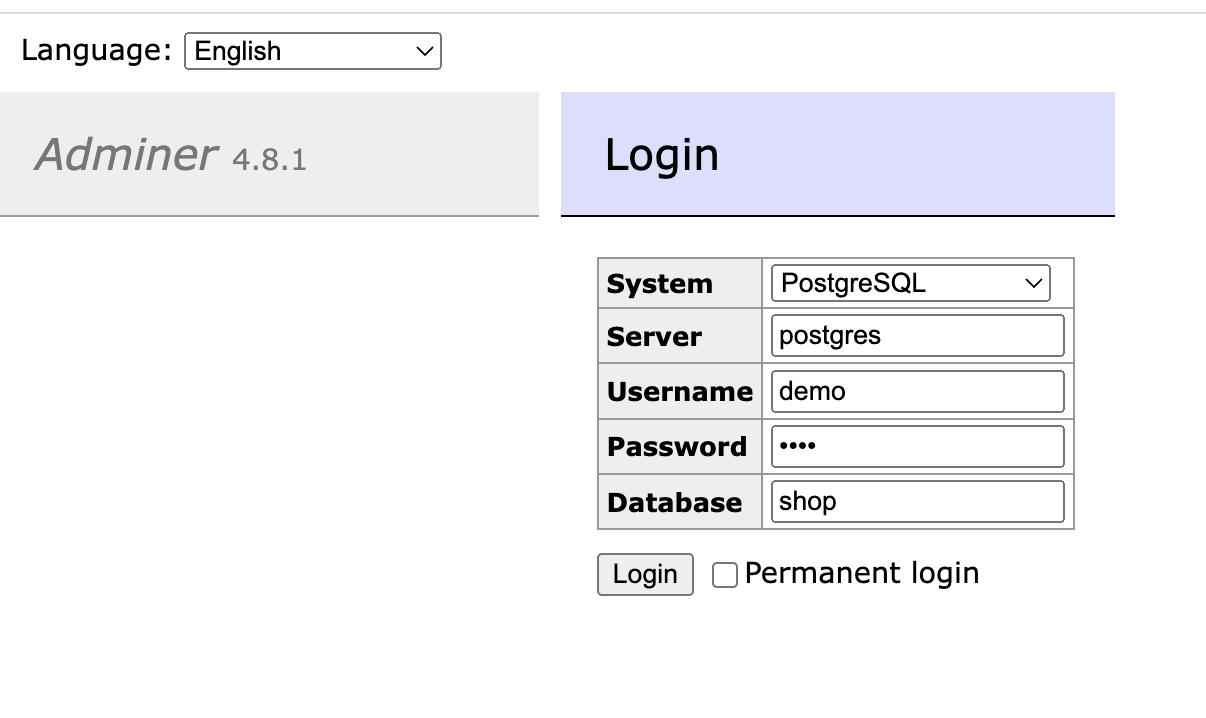 Language: English
Adminer 4.8.1
Login
System PostgreSQL
Server postgres
Username demo
Password ••••
Database shop
Login Permanent login